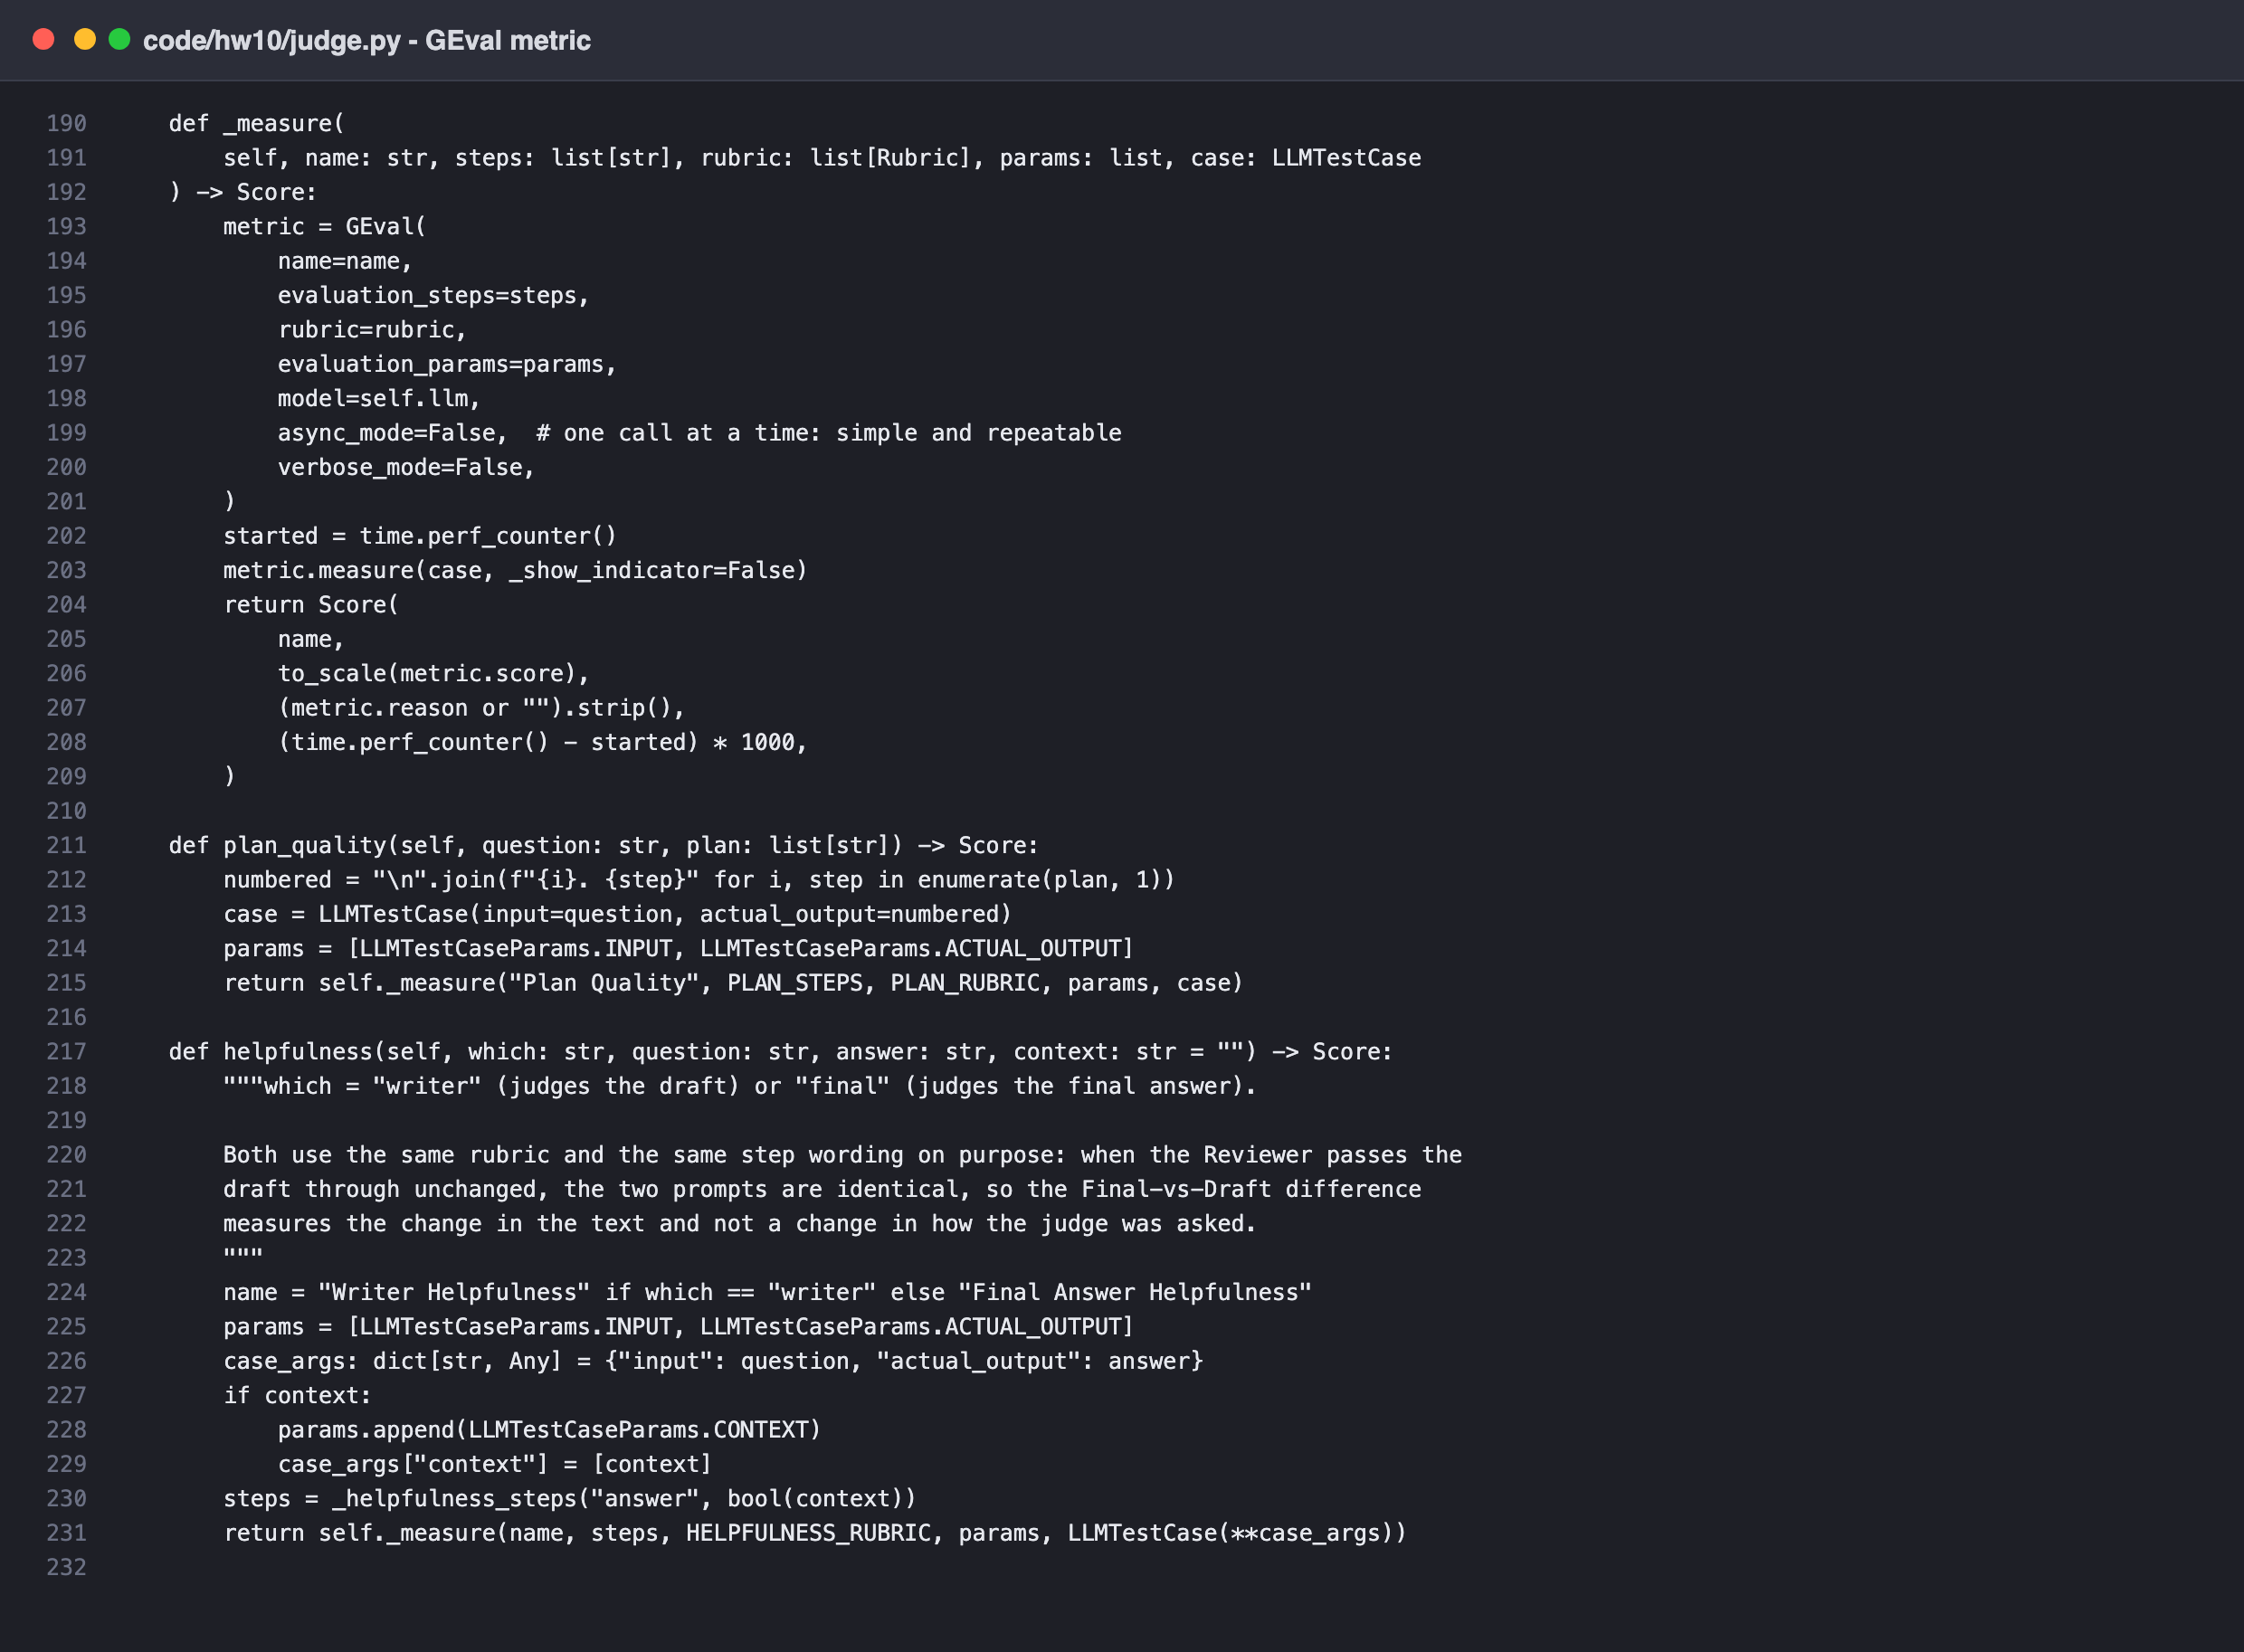 code/hw10/judge.py - GEval metric
190    def _measure(
191        self, name: str, steps: list[str], rubric: list[Rubric], params: list, case: LLMTestCase
192    ) -> Score:
193        metric = GEval(
194            name=name,
195            evaluation_steps=steps,
196            rubric=rubric,
197            evaluation_params=params,
198            model=self.llm,
199            async_mode=False,  # one call at a time: simple and repeatable
200            verbose_mode=False,
201        )
202        started = time.perf_counter()
203        metric.measure(case, _show_indicator=False)
204        return Score(
205            name,
206            to_scale(metric.score),
207            (metric.reason or "").strip(),
208            (time.perf_counter() - started) * 1000,
209        )
210
211    def plan_quality(self, question: str, plan: list[str]) -> Score:
212        numbered = "\n".join(f"{i}. {step}" for i, step in enumerate(plan, 1))
213        case = LLMTestCase(input=question, actual_output=numbered)
214        params = [LLMTestCaseParams.INPUT, LLMTestCaseParams.ACTUAL_OUTPUT]
215        return self._measure("Plan Quality", PLAN_STEPS, PLAN_RUBRIC, params, case)
216
217    def helpfulness(self, which: str, question: str, answer: str, context: str = "") -> Score:
218        """which = "writer" (judges the draft) or "final" (judges the final answer).
219
220        Both use the same rubric and the same step wording on purpose: when the Reviewer passes the
221        draft through unchanged, the two prompts are identical, so the Final-vs-Draft difference
222        measures the change in the text and not a change in how the judge was asked.
223        """
224        name = "Writer Helpfulness" if which == "writer" else "Final Answer Helpfulness"
225        params = [LLMTestCaseParams.INPUT, LLMTestCaseParams.ACTUAL_OUTPUT]
226        case_args: dict[str, Any] = {"input": question, "actual_output": answer}
227        if context:
228            params.append(LLMTestCaseParams.CONTEXT)
229            case_args["context"] = [context]
230        steps = _helpfulness_steps("answer", bool(context))
231        return self._measure(name, steps, HELPFULNESS_RUBRIC, params, LLMTestCase(**case_args))
232